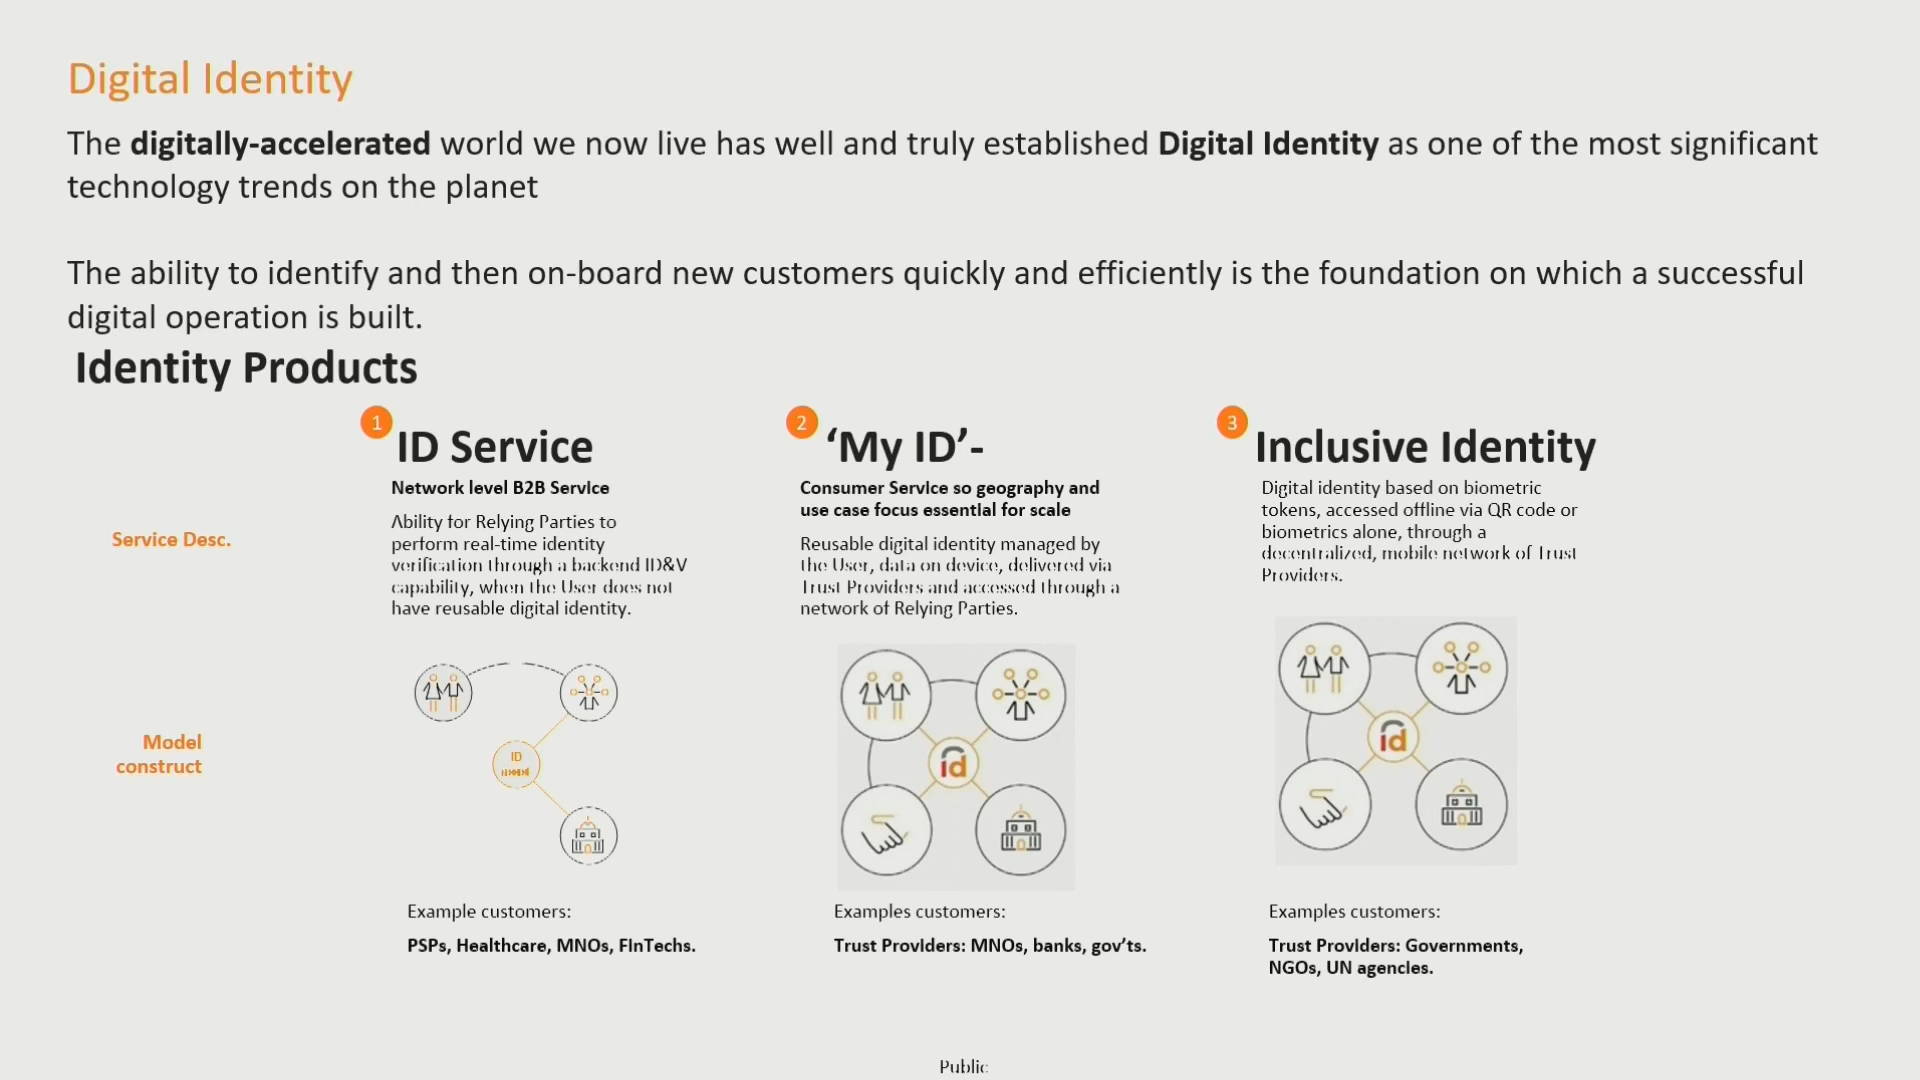 Digital Identity
The digitally-accelerated world we now live has well and truly established Digital Identity as one of the most significant
technology trends on the planet
The ability to identify and then on-board new customers quickly and efficiently is the foundation on which a successful
digital operation is built.
Identity Products
1
ID Service
Network level B2B Service
Ability for Relying Parties to
perform real-time identity
verification through a backend ID&V
capability, when the User does not
have reusable digital identity.
2
‘My ID’-
Consumer Service so geography and
use case focus essential for scale
Reusable digital identity managed by
the User, data on device, delivered via
Trust Providers and accessed through a
network of Relying Parties.
3
Inclusive Identity
Digital identity based on biometric
tokens, accessed offline via QR code or
biometrics alone, through a
decentralized, mobile network of Trust
Providers.
Service Desc.
Model
construct
ID
id
id
Example customers:
PSPs, Healthcare, MNOs, FinTechs.
Examples customers:
Trust Providers: MNOs, banks, gov’ts.
Examples customers:
Trust Providers: Governments,
NGOs, UN agencies.
Public